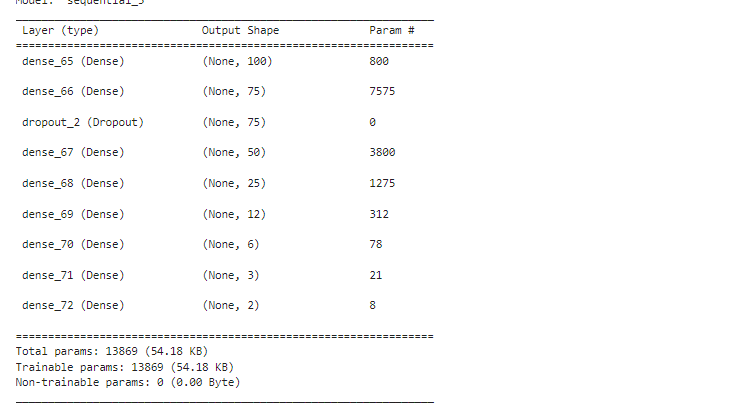 Model: "sequential_5"
Layer (type) Output Shape Param #
dense_65 (Dense) (None, 100) 800
dense_66 (Dense) (None, 75) 7575
dropout_2 (Dropout) (None, 75) 0
dense_67 (Dense) (None, 50) 3800
dense_68 (Dense) (None, 25) 1275
dense_69 (Dense) (None, 12) 312
dense_70 (Dense) (None, 6) 78
dense_71 (Dense) (None, 3) 21
dense_72 (Dense) (None, 2) 8
Total params: 13869 (54.18 KB)
Trainable params: 13869 (54.18 KB)
Non-trainable params: 0 (0.00 Byte)